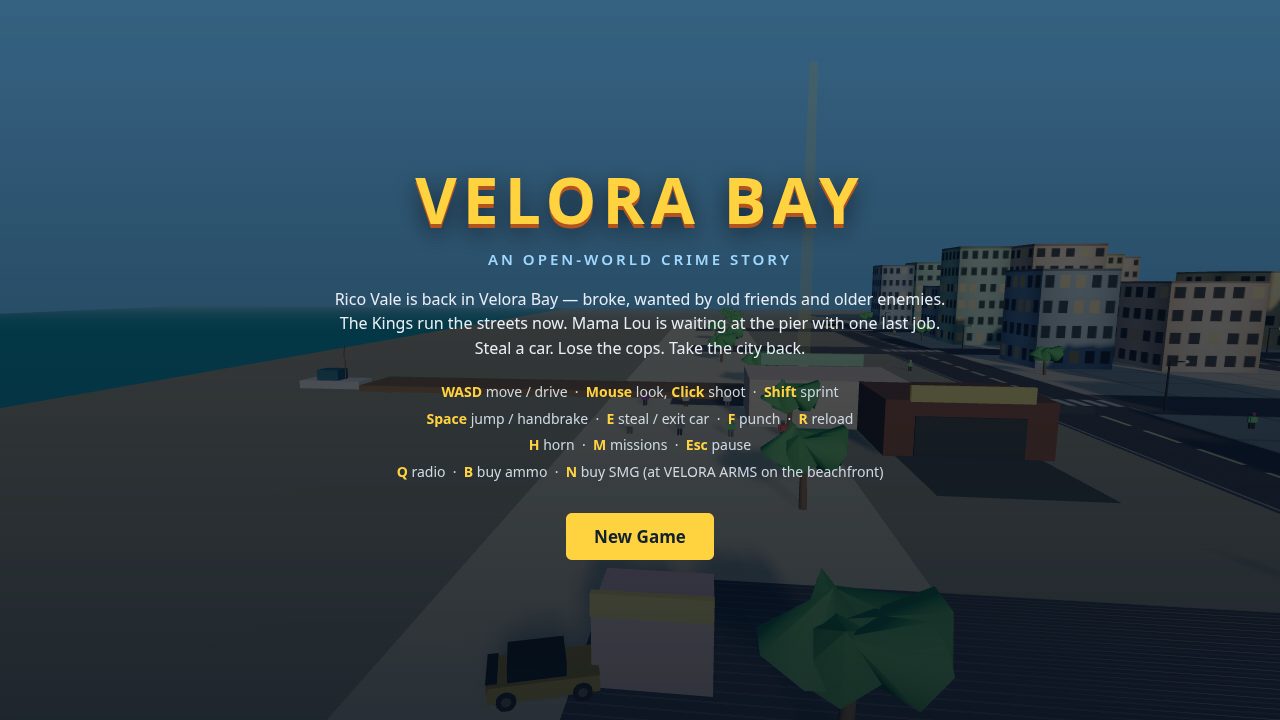 VELORA BAY
AN OPEN-WORLD CRIME STORY
Rico Vale is back in Velora Bay — broke, wanted by old friends and older enemies.
The Kings run the streets now. Mama Lou is waiting at the pier with one last job.
Steal a car. Lose the cops. Take the city back.
WASD move / drive · Mouse look, Click shoot · Shift sprint
Space jump / handbrake · E steal / exit car · F punch · R reload
H horn · M missions · Esc pause
Q radio · B buy ammo · N buy SMG (at VELORA ARMS on the beachfront)
New Game